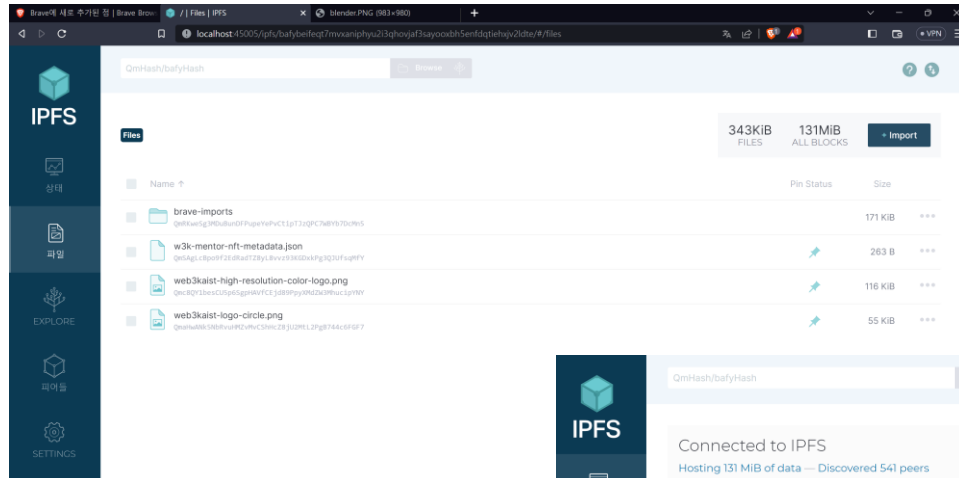 Brave에 새로 추가된 점 | Brave Brow
/ | Files | IPFS
blender.PNG (983×980)
localhost:45005/ipfs/bafybeifeqt7mvxaniphyu2i3qhovjaf3sayooxbh5enfdqtiehxjv2ldte/#/files
VPN
QmHash/bafyHash
Browse
IPFS
Files
343KiB
FILES
131MiB
ALL BLOCKS
+ Import
상태
Name ↑
Pin Status
Size
brave-imports
171 KiB
파일
w3k-mentor-nft-metadata.json
263 B
web3kaist-high-resolution-color-logo.png
116 KiB
EXPLORE
web3kaist-logo-circle.png
55 KiB
피어들
SETTINGS
QmHash/bafyHash
IPFS
Connected to IPFS
Hosting 131 MiB of data — Discovered 541 peers